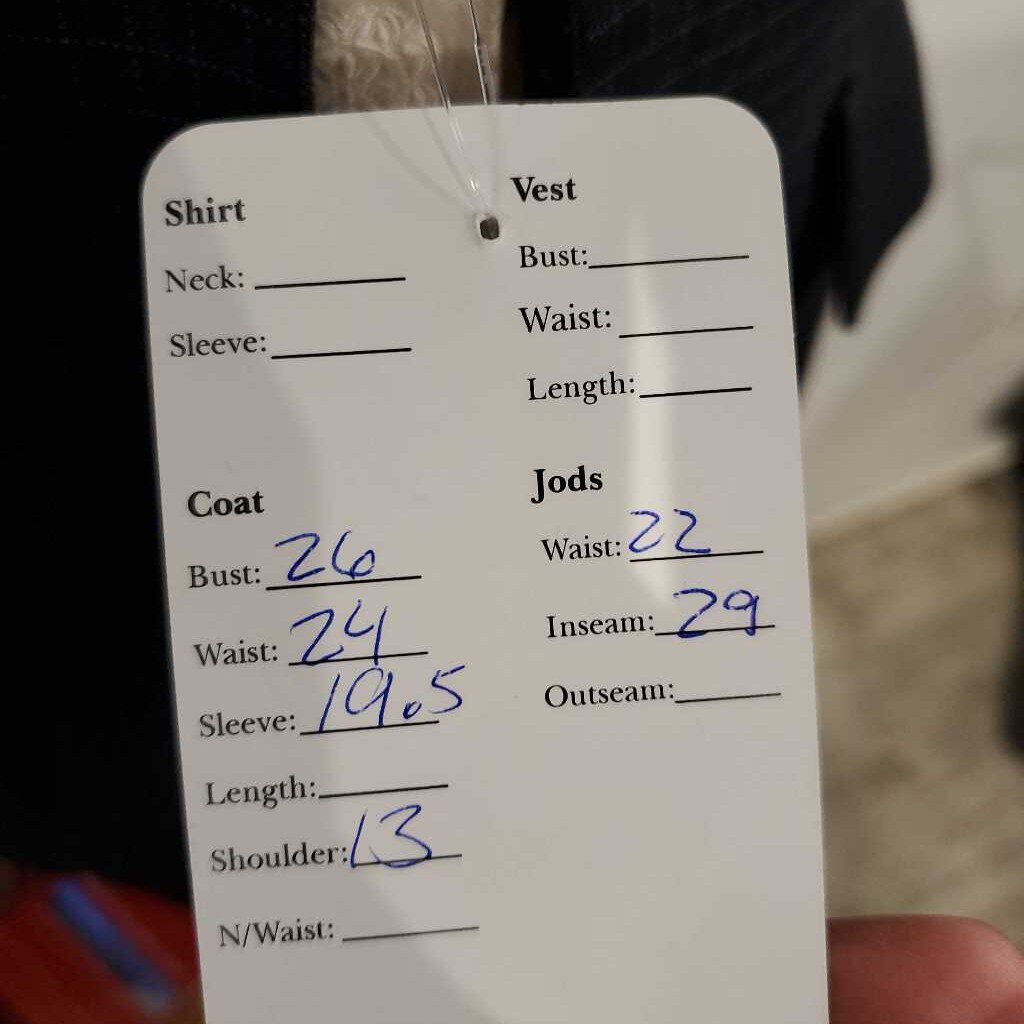 Shirt
Neck:
Sleeve:
Vest
Bust:
Waist:
Length:
Coat
Bust: 26
Waist: 24
Sleeve: 19.5
Length:
Shoulder: 13
N/Waist:
Jods
Waist: 22
Inseam: 29
Outseam: